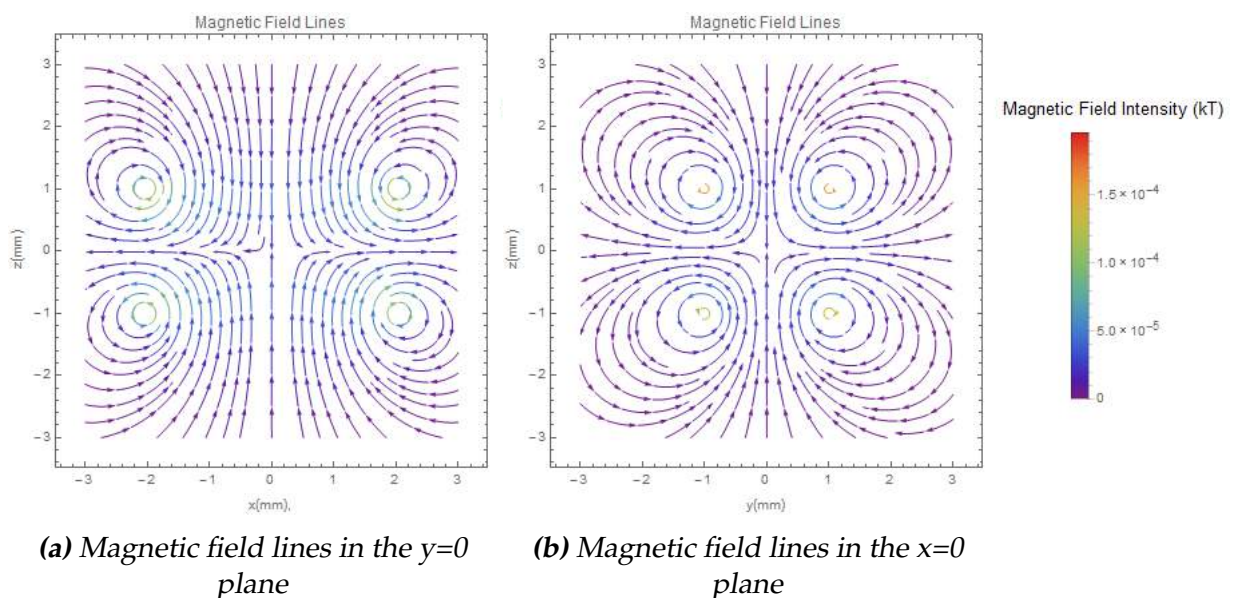 Magnetic Field Lines
3
2
1
0
−1
−2
−3
z(mm)
−3 −2 −1 0 1 2 3
x(mm),
Magnetic Field Lines
3
2
1
0
−1
−2
−3
z(mm)
−3 −2 −1 0 1 2 3
y(mm)
Magnetic Field Intensity (kT)
1.5 × 10⁻⁴
1.0 × 10⁻⁴
5.0 × 10⁻⁵
0
(a) Magnetic field lines in the y=0
plane
(b) Magnetic field lines in the x=0
plane